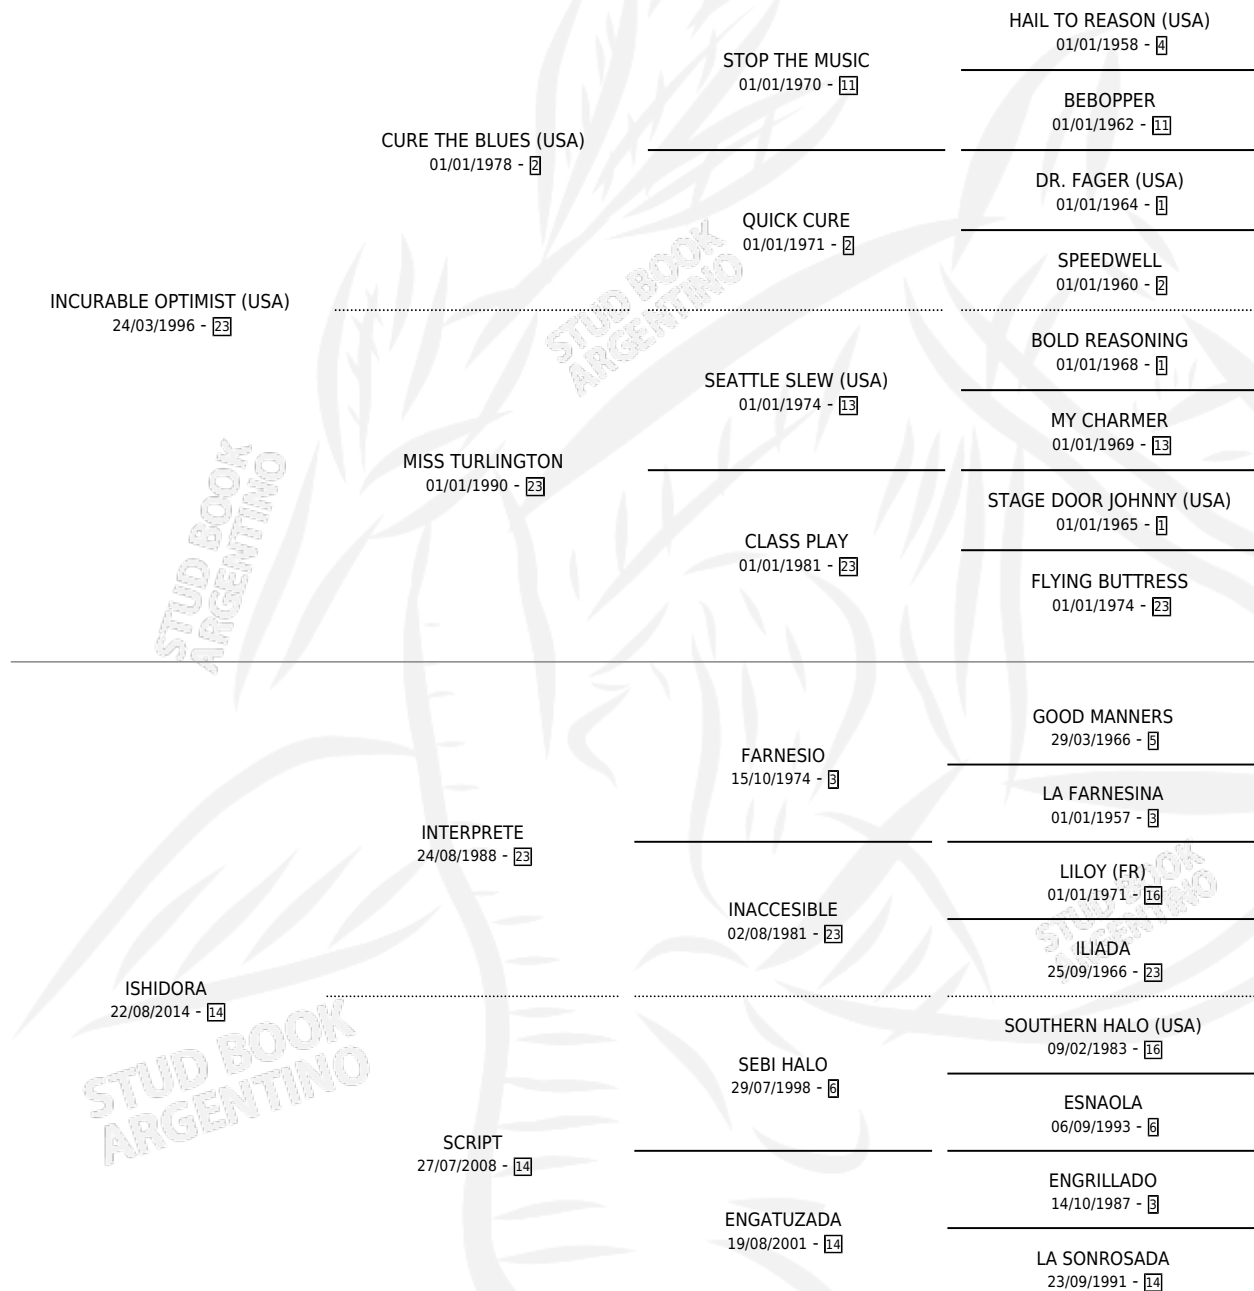 HAIL TO REASON (USA)
01/01/1958 - 4
STOP THE MUSIC
01/01/1970 - 11
BEBOPPER
01/01/1962 - 11
CURE THE BLUES (USA)
01/01/1978 - 2
DR. FAGER (USA)
01/01/1964 - 1
QUICK CURE
01/01/1971 - 2
SPEEDWELL
01/01/1960 - 2
INCURABLE OPTIMIST (USA)
24/03/1996 - 23
BOLD REASONING
01/01/1968 - 1
SEATTLE SLEW (USA)
01/01/1974 - 13
MY CHARMER
01/01/1969 - 13
MISS TURLINGTON
01/01/1990 - 23
STAGE DOOR JOHNNY (USA)
01/01/1965 - 1
CLASS PLAY
01/01/1981 - 23
FLYING BUTTRESS
01/01/1974 - 23
GOOD MANNERS
29/03/1966 - 5
FARNESIO
15/10/1974 - 3
LA FARNESINA
01/01/1957 - 3
INTERPRETE
24/08/1988 - 23
LILOY (FR)
01/01/1971 - 16
INACCESIBLE
02/08/1981 - 23
ILIADA
25/09/1966 - 23
ISHIDORA
22/08/2014 - 14
SOUTHERN HALO (USA)
09/02/1983 - 16
SEBI HALO
29/07/1998 - 6
ESNAOLA
06/09/1993 - 6
SCRIPT
27/07/2008 - 14
ENGRILLADO
14/10/1987 - 3
ENGATUZADA
19/08/2001 - 14
LA SONROSADA
23/09/1991 - 14
STUD BOOK
ARGENTINO
STUD BOOK
ARGENTINO
STUD BOOK
ARGENTINO
STUD BOOK
ARGENTINO